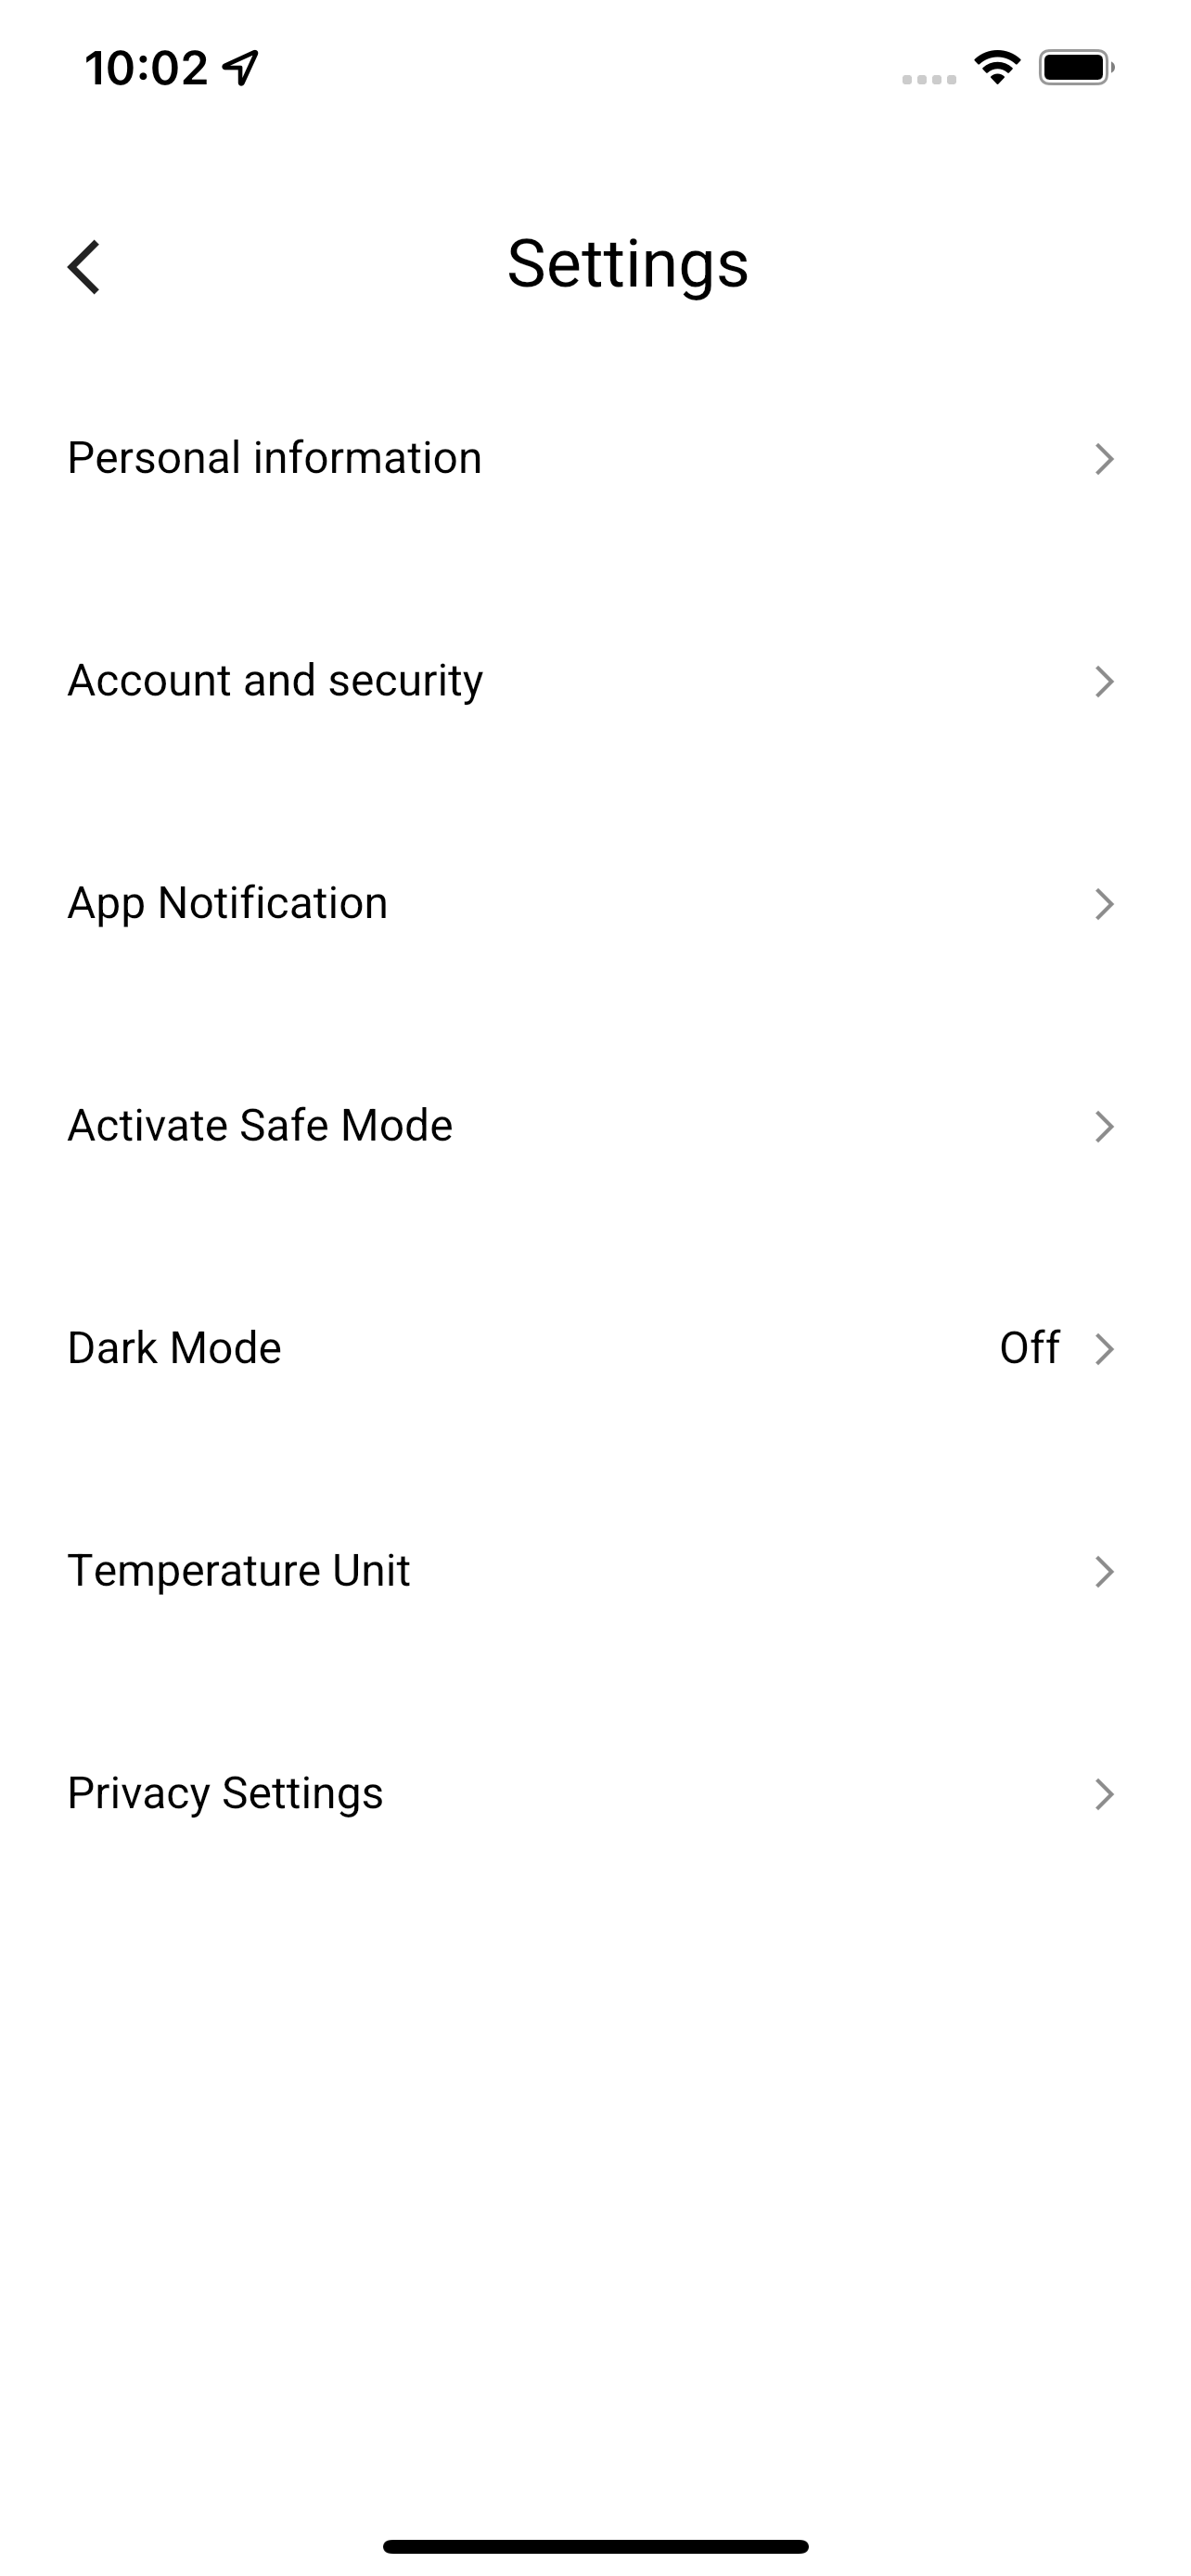 10:02
Settings
Personal information
Account and security
App Notification
Activate Safe Mode
Dark Mode Off
Temperature Unit
Privacy Settings